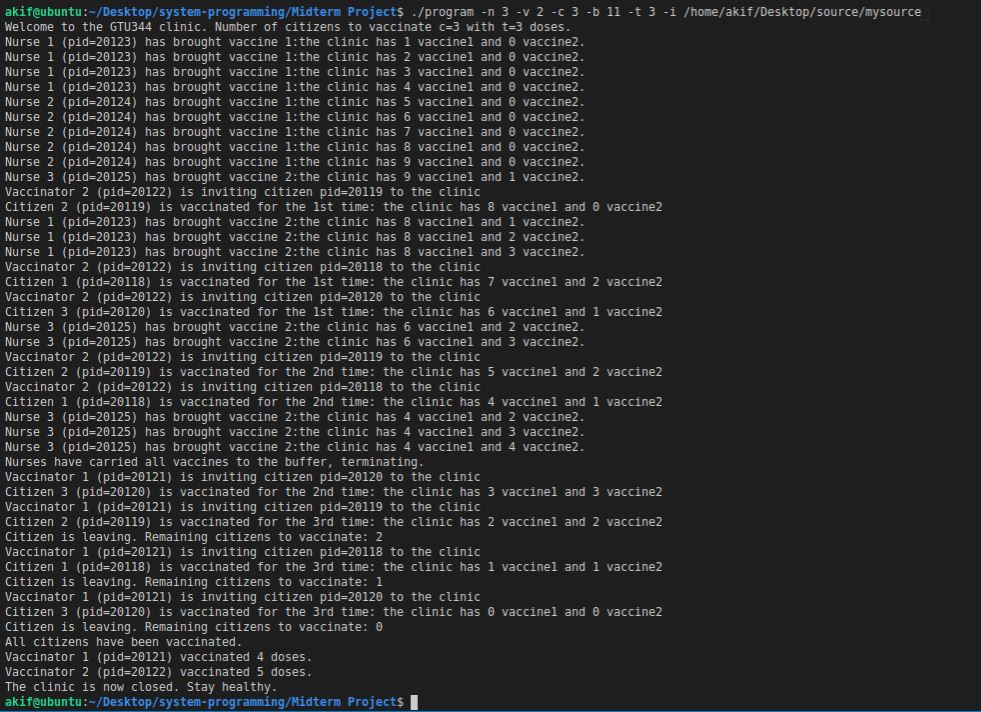 akif@ubuntu:~/Desktop/system-programming/Midterm Project$ ./program -n 3 -v 2 -c 3 -b 11 -t 3 -i /home/akif/Desktop/source/mysource
Welcome to the GTU344 clinic. Number of citizens to vaccinate c=3 with t=3 doses.
Nurse 1 (pid=20123) has brought vaccine 1:the clinic has 1 vaccine1 and 0 vaccine2.
Nurse 1 (pid=20123) has brought vaccine 1:the clinic has 2 vaccine1 and 0 vaccine2.
Nurse 1 (pid=20123) has brought vaccine 1:the clinic has 3 vaccine1 and 0 vaccine2.
Nurse 1 (pid=20123) has brought vaccine 1:the clinic has 4 vaccine1 and 0 vaccine2.
Nurse 2 (pid=20124) has brought vaccine 1:the clinic has 5 vaccine1 and 0 vaccine2.
Nurse 2 (pid=20124) has brought vaccine 1:the clinic has 6 vaccine1 and 0 vaccine2.
Nurse 2 (pid=20124) has brought vaccine 1:the clinic has 7 vaccine1 and 0 vaccine2.
Nurse 2 (pid=20124) has brought vaccine 1:the clinic has 8 vaccine1 and 0 vaccine2.
Nurse 2 (pid=20124) has brought vaccine 1:the clinic has 9 vaccine1 and 0 vaccine2.
Nurse 3 (pid=20125) has brought vaccine 2:the clinic has 9 vaccine1 and 1 vaccine2.
Vaccinator 2 (pid=20122) is inviting citizen pid=20119 to the clinic
Citizen 2 (pid=20119) is vaccinated for the 1st time: the clinic has 8 vaccine1 and 0 vaccine2
Nurse 1 (pid=20123) has brought vaccine 2:the clinic has 8 vaccine1 and 1 vaccine2.
Nurse 1 (pid=20123) has brought vaccine 2:the clinic has 8 vaccine1 and 2 vaccine2.
Nurse 1 (pid=20123) has brought vaccine 2:the clinic has 8 vaccine1 and 3 vaccine2.
Vaccinator 2 (pid=20122) is inviting citizen pid=20118 to the clinic
Citizen 1 (pid=20118) is vaccinated for the 1st time: the clinic has 7 vaccine1 and 2 vaccine2
Vaccinator 2 (pid=20122) is inviting citizen pid=20120 to the clinic
Citizen 3 (pid=20120) is vaccinated for the 1st time: the clinic has 6 vaccine1 and 1 vaccine2
Nurse 3 (pid=20125) has brought vaccine 2:the clinic has 6 vaccine1 and 2 vaccine2.
Nurse 3 (pid=20125) has brought vaccine 2:the clinic has 6 vaccine1 and 3 vaccine2.
Vaccinator 2 (pid=20122) is inviting citizen pid=20119 to the clinic
Citizen 2 (pid=20119) is vaccinated for the 2nd time: the clinic has 5 vaccine1 and 2 vaccine2
Vaccinator 2 (pid=20122) is inviting citizen pid=20118 to the clinic
Citizen 1 (pid=20118) is vaccinated for the 2nd time: the clinic has 4 vaccine1 and 1 vaccine2
Nurse 3 (pid=20125) has brought vaccine 2:the clinic has 4 vaccine1 and 2 vaccine2.
Nurse 3 (pid=20125) has brought vaccine 2:the clinic has 4 vaccine1 and 3 vaccine2.
Nurse 3 (pid=20125) has brought vaccine 2:the clinic has 4 vaccine1 and 4 vaccine2.
Nurses have carried all vaccines to the buffer, terminating.
Vaccinator 1 (pid=20121) is inviting citizen pid=20120 to the clinic
Citizen 3 (pid=20120) is vaccinated for the 2nd time: the clinic has 3 vaccine1 and 3 vaccine2
Vaccinator 1 (pid=20121) is inviting citizen pid=20119 to the clinic
Citizen 2 (pid=20119) is vaccinated for the 3rd time: the clinic has 2 vaccine1 and 2 vaccine2
Citizen is leaving. Remaining citizens to vaccinate: 2
Vaccinator 1 (pid=20121) is inviting citizen pid=20118 to the clinic
Citizen 1 (pid=20118) is vaccinated for the 3rd time: the clinic has 1 vaccine1 and 1 vaccine2
Citizen is leaving. Remaining citizens to vaccinate: 1
Vaccinator 1 (pid=20121) is inviting citizen pid=20120 to the clinic
Citizen 3 (pid=20120) is vaccinated for the 3rd time: the clinic has 0 vaccine1 and 0 vaccine2
Citizen is leaving. Remaining citizens to vaccinate: 0
All citizens have been vaccinated.
Vaccinator 1 (pid=20121) vaccinated 4 doses.
Vaccinator 2 (pid=20122) vaccinated 5 doses.
The clinic is now closed. Stay healthy.
akif@ubuntu:~/Desktop/system-programming/Midterm Project$